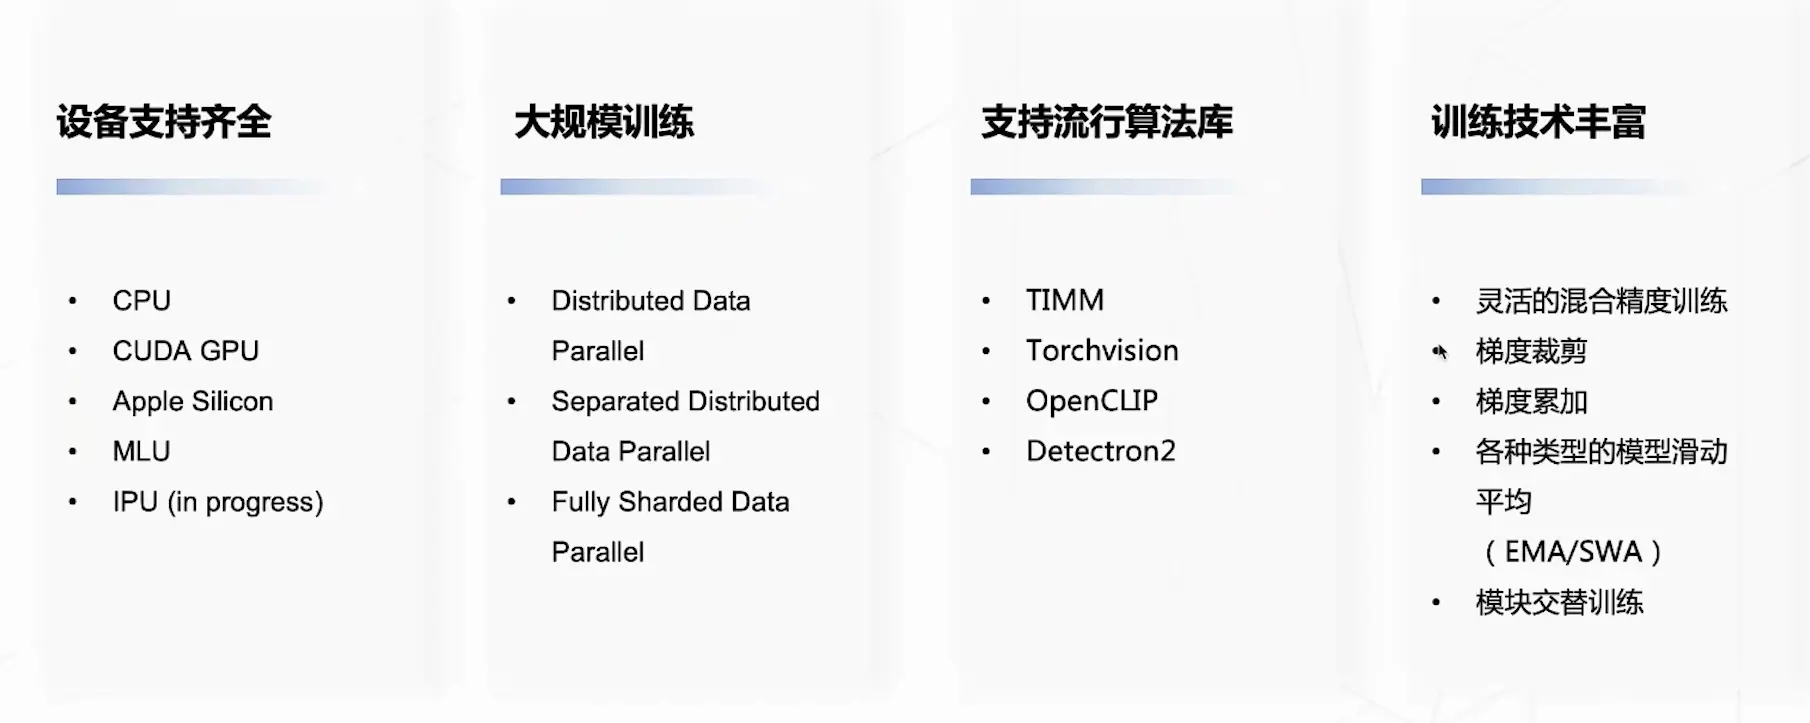 设备支持齐全
• CPU
• CUDA GPU
• Apple Silicon
• MLU
• IPU (in progress)
大规模训练
• Distributed Data
Parallel
• Separated Distributed
Data Parallel
• Fully Sharded Data
Parallel
支持流行算法库
• TIMM
• Torchvision
• OpenCLIP
• Detectron2
训练技术丰富
• 灵活的混合精度训练
• 梯度裁剪
• 梯度累加
• 各种类型的模型滑动
平均
（EMA/SWA）
• 模块交替训练